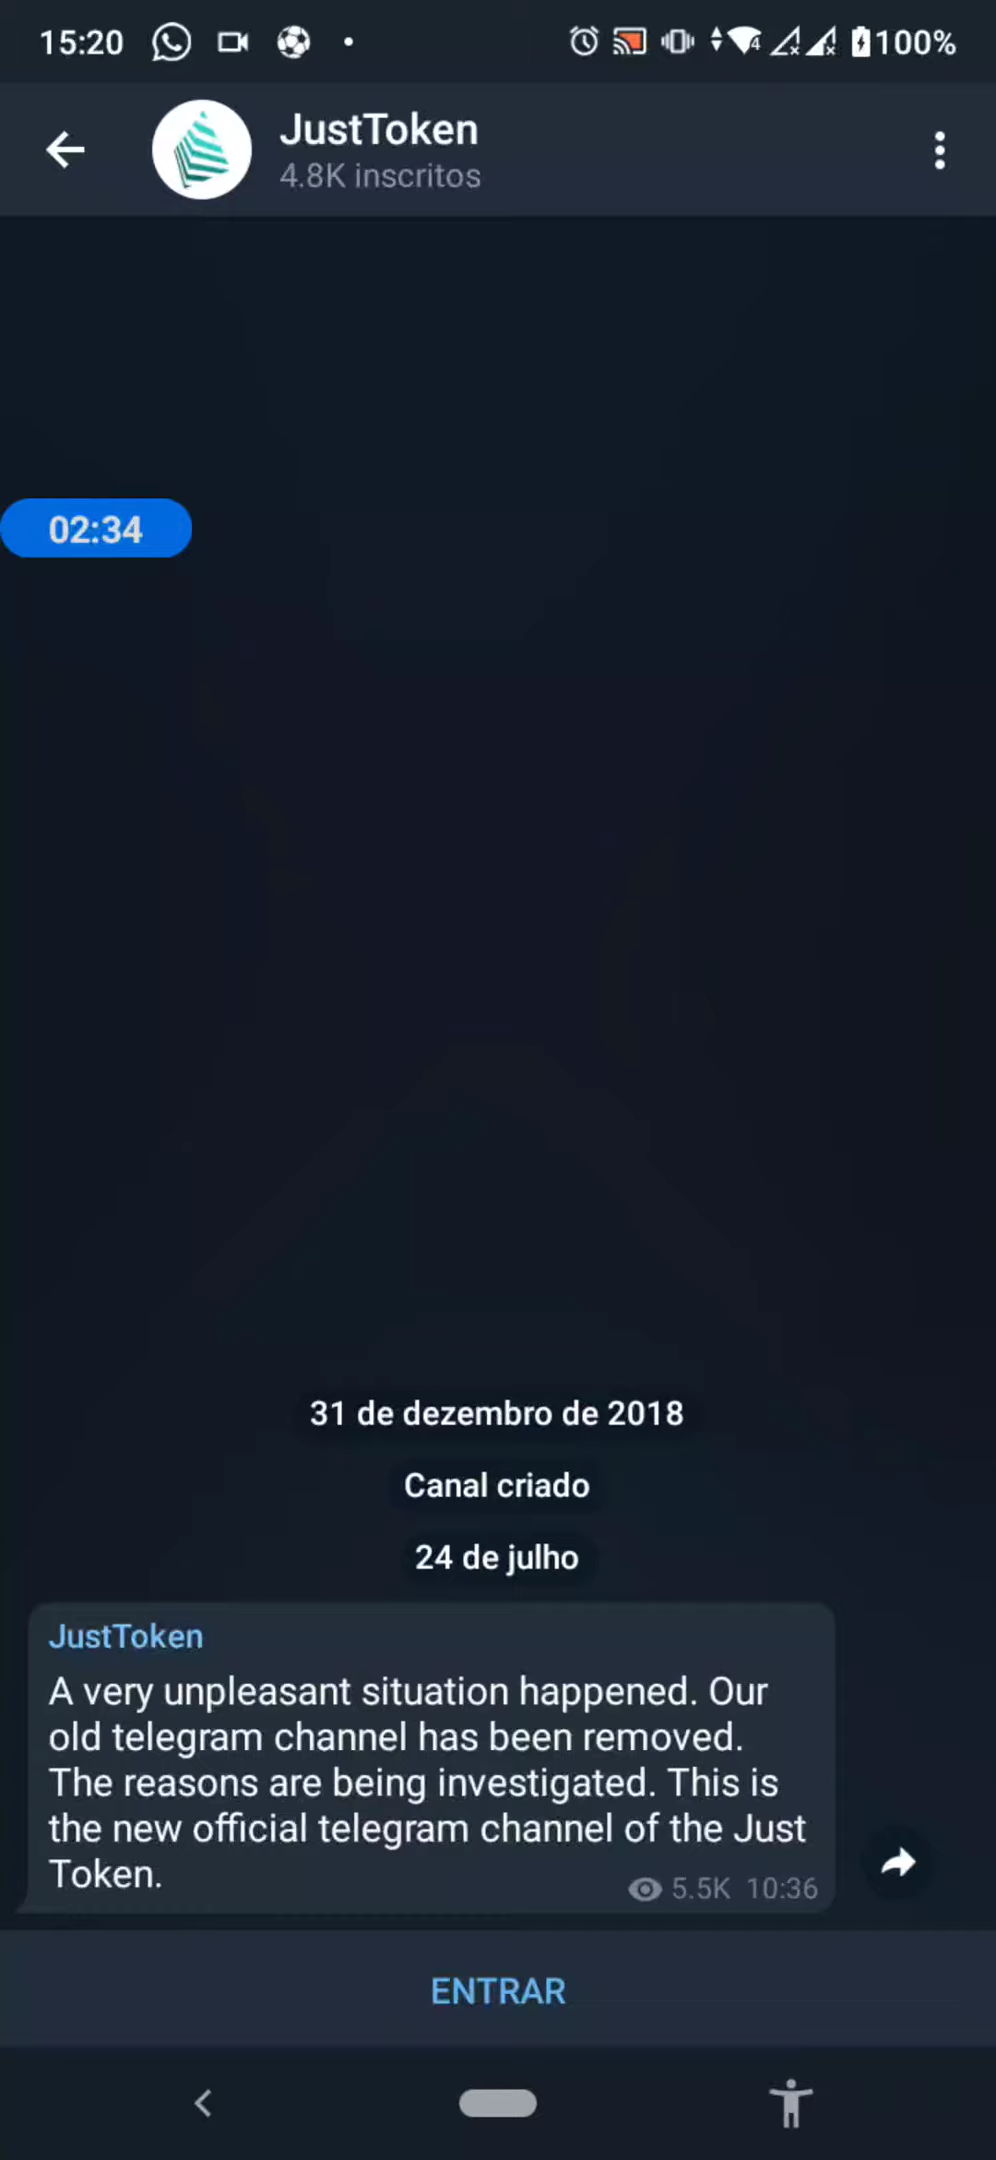 15:20
4
100%
JustToken
4.8K inscritos
02:34
31 de dezembro de 2018
Canal criado
24 de julho
JustToken
A very unpleasant situation happened. Our
old telegram channel has been removed.
The reasons are being investigated. This is
the new official telegram channel of the Just
Token.
5.5K 10:36
ENTRAR